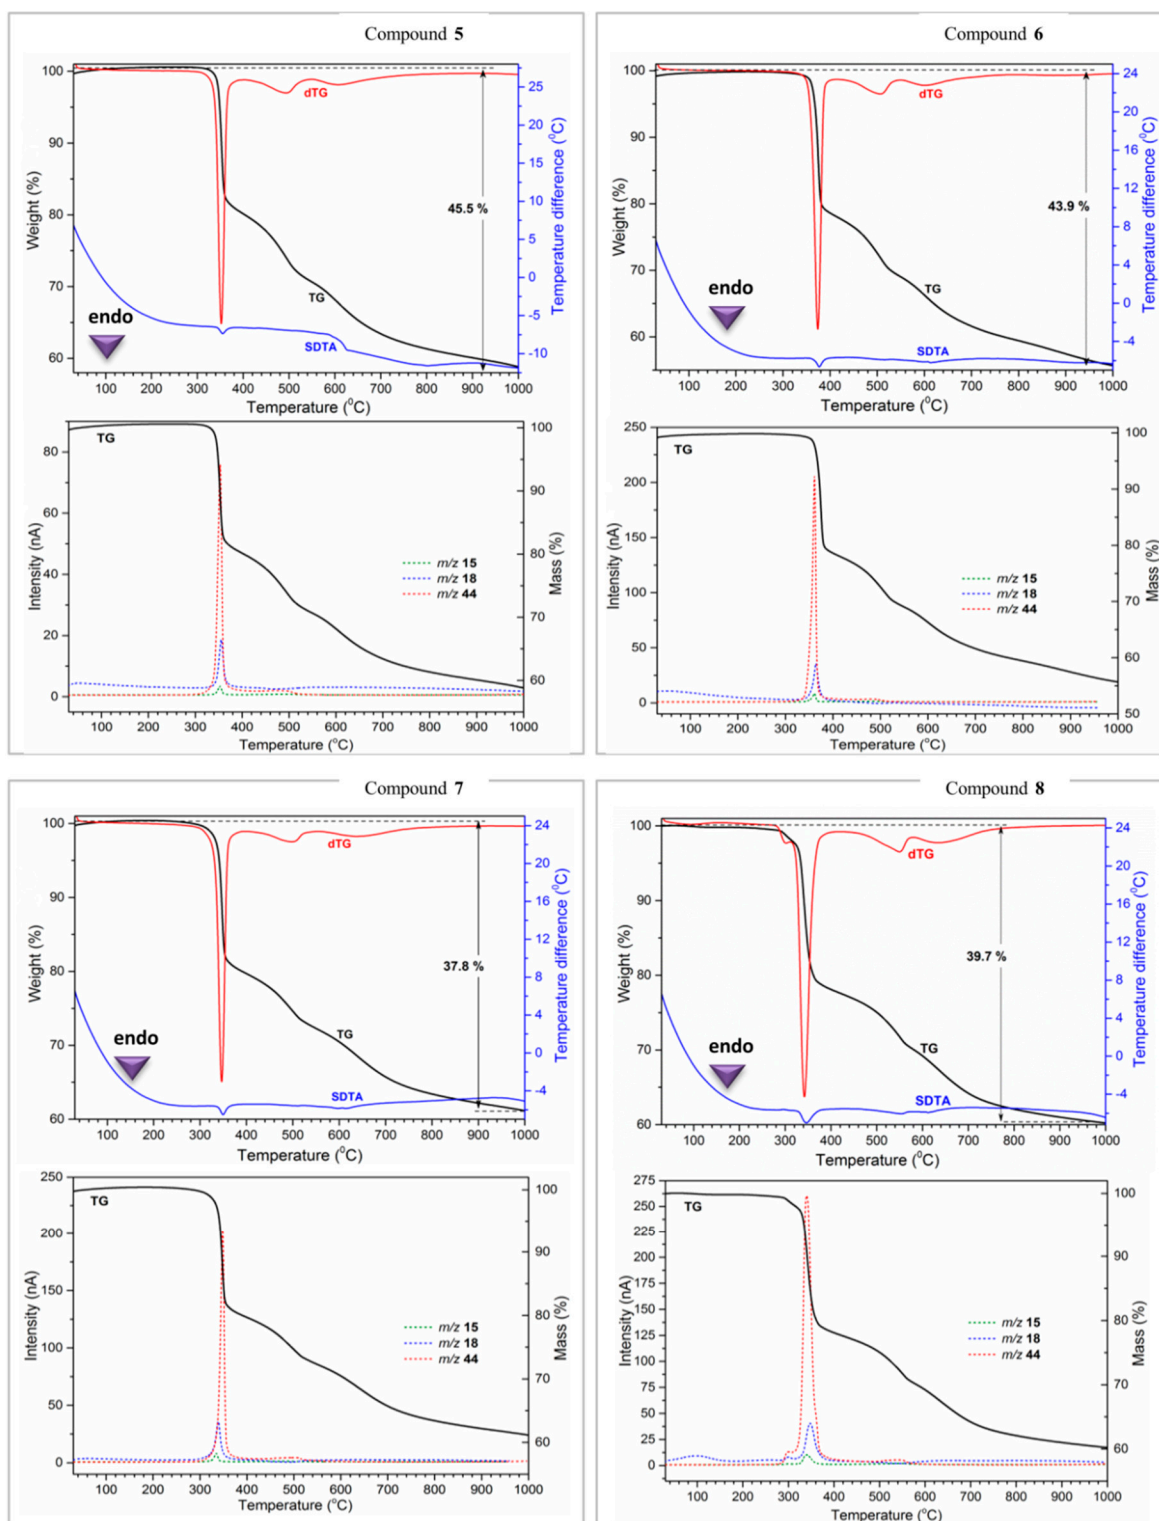 Compound 5
100
90
80
70
60
Weight (%)
dTG
45.5 %
TG
endo
SDTA
25
20
15
10
5
0
-5
-10
Temperature difference (⁰C)
100 200 300 400 500 600 700 800 900 1000
Temperature (⁰C)
TG
80
60
40
20
0
Intensity (nA)
m/z 15
m/z 18
m/z 44
100
90
80
70
60
Mass (%)
100 200 300 400 500 600 700 800 900 1000
Temperature (⁰C)
Compound 6
100
90
80
70
60
Weight (%)
dTG
43.9 %
endo
TG
SDTA
24
20
16
12
8
4
0
-4
Temperature difference (⁰C)
100 200 300 400 500 600 700 800 900 1000
Temperature (⁰C)
250
200
150
100
50
0
Intensity (nA)
TG
m/z 15
m/z 18
m/z 44
100
90
80
70
60
50
Mass (%)
100 200 300 400 500 600 700 800 900 1000
Temperature (⁰C)
Compound 7
100
90
80
70
60
Weight (%)
dTG
37.8 %
TG
endo
SDTA
24
20
16
12
8
4
0
-4
Temperature difference (⁰C)
100 200 300 400 500 600 700 800 900 1000
Temperature (⁰C)
250
200
150
100
50
0
Intensity (nA)
TG
m/z 15
m/z 18
m/z 44
100
90
80
70
60
Mass (%)
100 200 300 400 500 600 700 800 900 1000
Temperature (⁰C)
Compound 8
100
90
80
70
60
Weight (%)
dTG
39.7 %
endo
TG
SDTA
24
20
16
12
8
4
0
-4
Temperature difference (⁰C)
100 200 300 400 500 600 700 800 900 1000
Temperature (⁰C)
275
250
225
200
175
150
125
100
75
50
25
0
Intensity (nA)
TG
m/z 15
m/z 18
m/z 44
100
90
80
70
60
Mass (%)
100 200 300 400 500 600 700 800 900 1000
Temperature (⁰C)